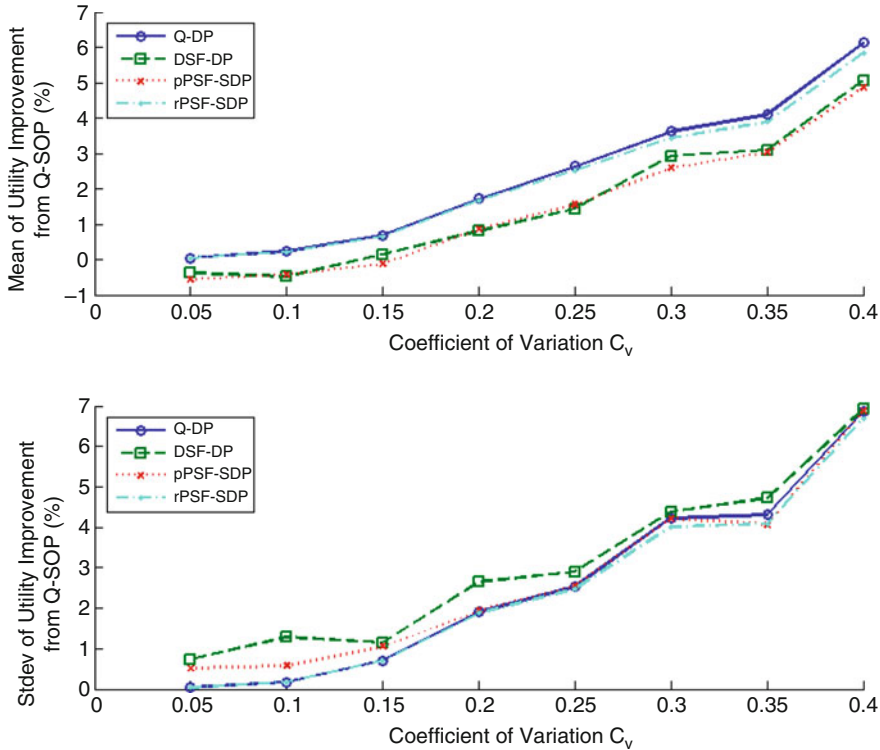 7
6
5
4
3
2
1
0
−1
Mean of Utility Improvement
from Q-SOP (%)
Q-DP
DSF-DP
pPSF-SDP
rPSF-SDP
0 0.05 0.1 0.15 0.2 0.25 0.3 0.35 0.4
Coefficient of Variation Cv
7
6
5
4
3
2
1
0
Stdev of Utility Improvement
from Q-SOP (%)
Q-DP
DSF-DP
pPSF-SDP
rPSF-SDP
0 0.05 0.1 0.15 0.2 0.25 0.3 0.35 0.4
Coefficient of Variation Cv